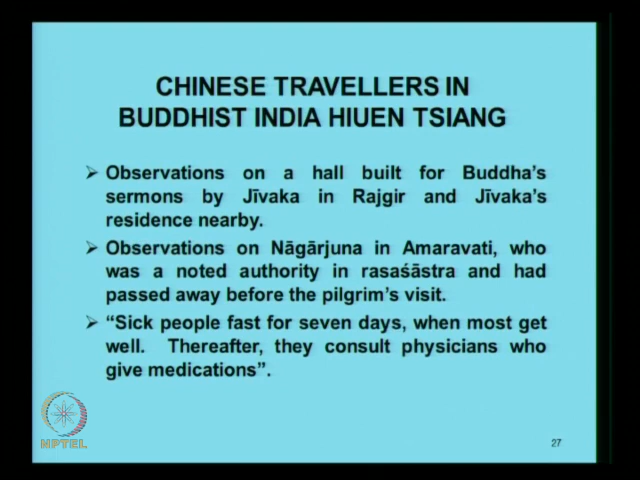 CHINESE TRAVELLERS IN
BUDDHIST INDIA HIUEN TSIANG
➢ Observations on a hall built for Buddha's
sermons by Jīvaka in Rajgir and Jīvaka's
residence nearby.
➢ Observations on Nāgārjuna in Amaravati, who
was a noted authority in rasaśāstra and had
passed away before the pilgrim's visit.
➢ “Sick people fast for seven days, when most get
well. Thereafter, they consult physicians who
give medications”.
NPTEL
27